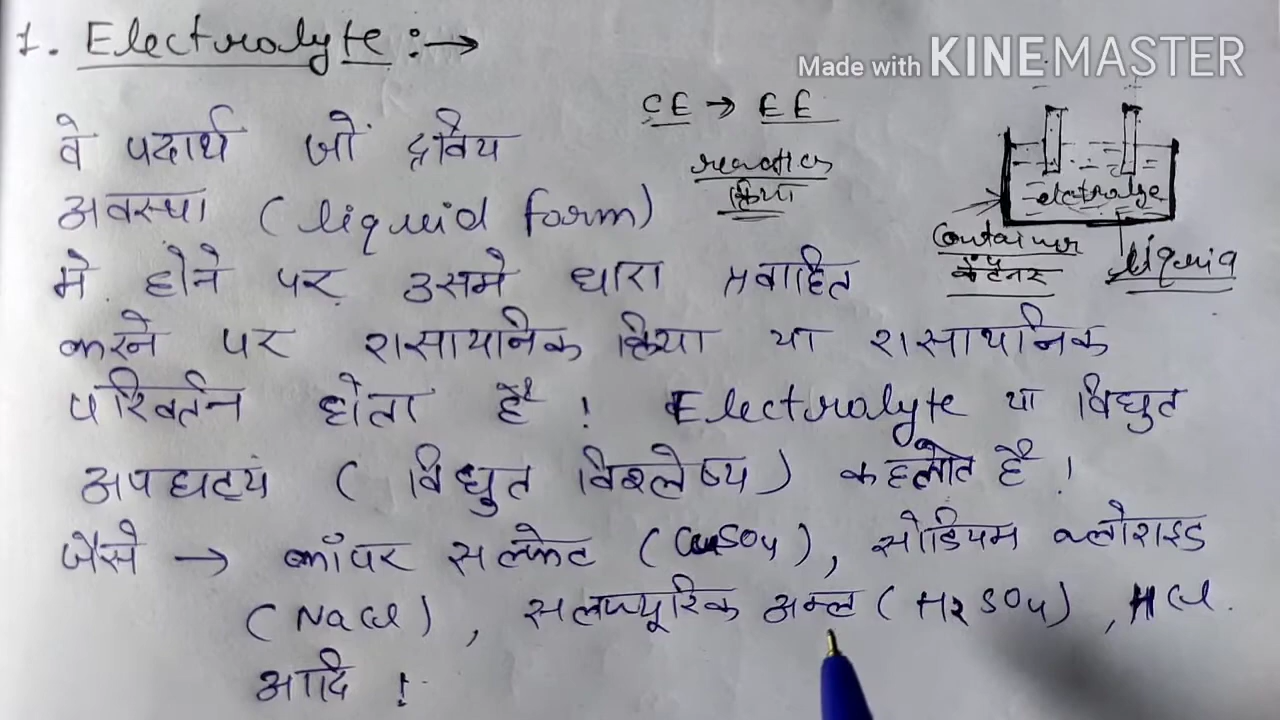 1. Electrolyte :→
Made with KINEMASTER
CE → EE
reaction
क्रिया
electrolyte
container
कंटेनर
liquid
वे पदार्थ जो द्रविय
अवस्था (liquid form)
मे होने पर उसमे धारा प्रवाहित
करने पर रासायनिक क्रिया या रासायनिक
परिवर्तन होता है ! Electrolyte या विधुत
अपघट्य (विधुत विश्लेष्य) कहलाते है !
जैसे → कॉपर सल्फेट (CuSO4), सोडियम क्लोराइड
(NaCl), सलफ्यूरिक अम्ल (H2SO4), HCl.
आदि !